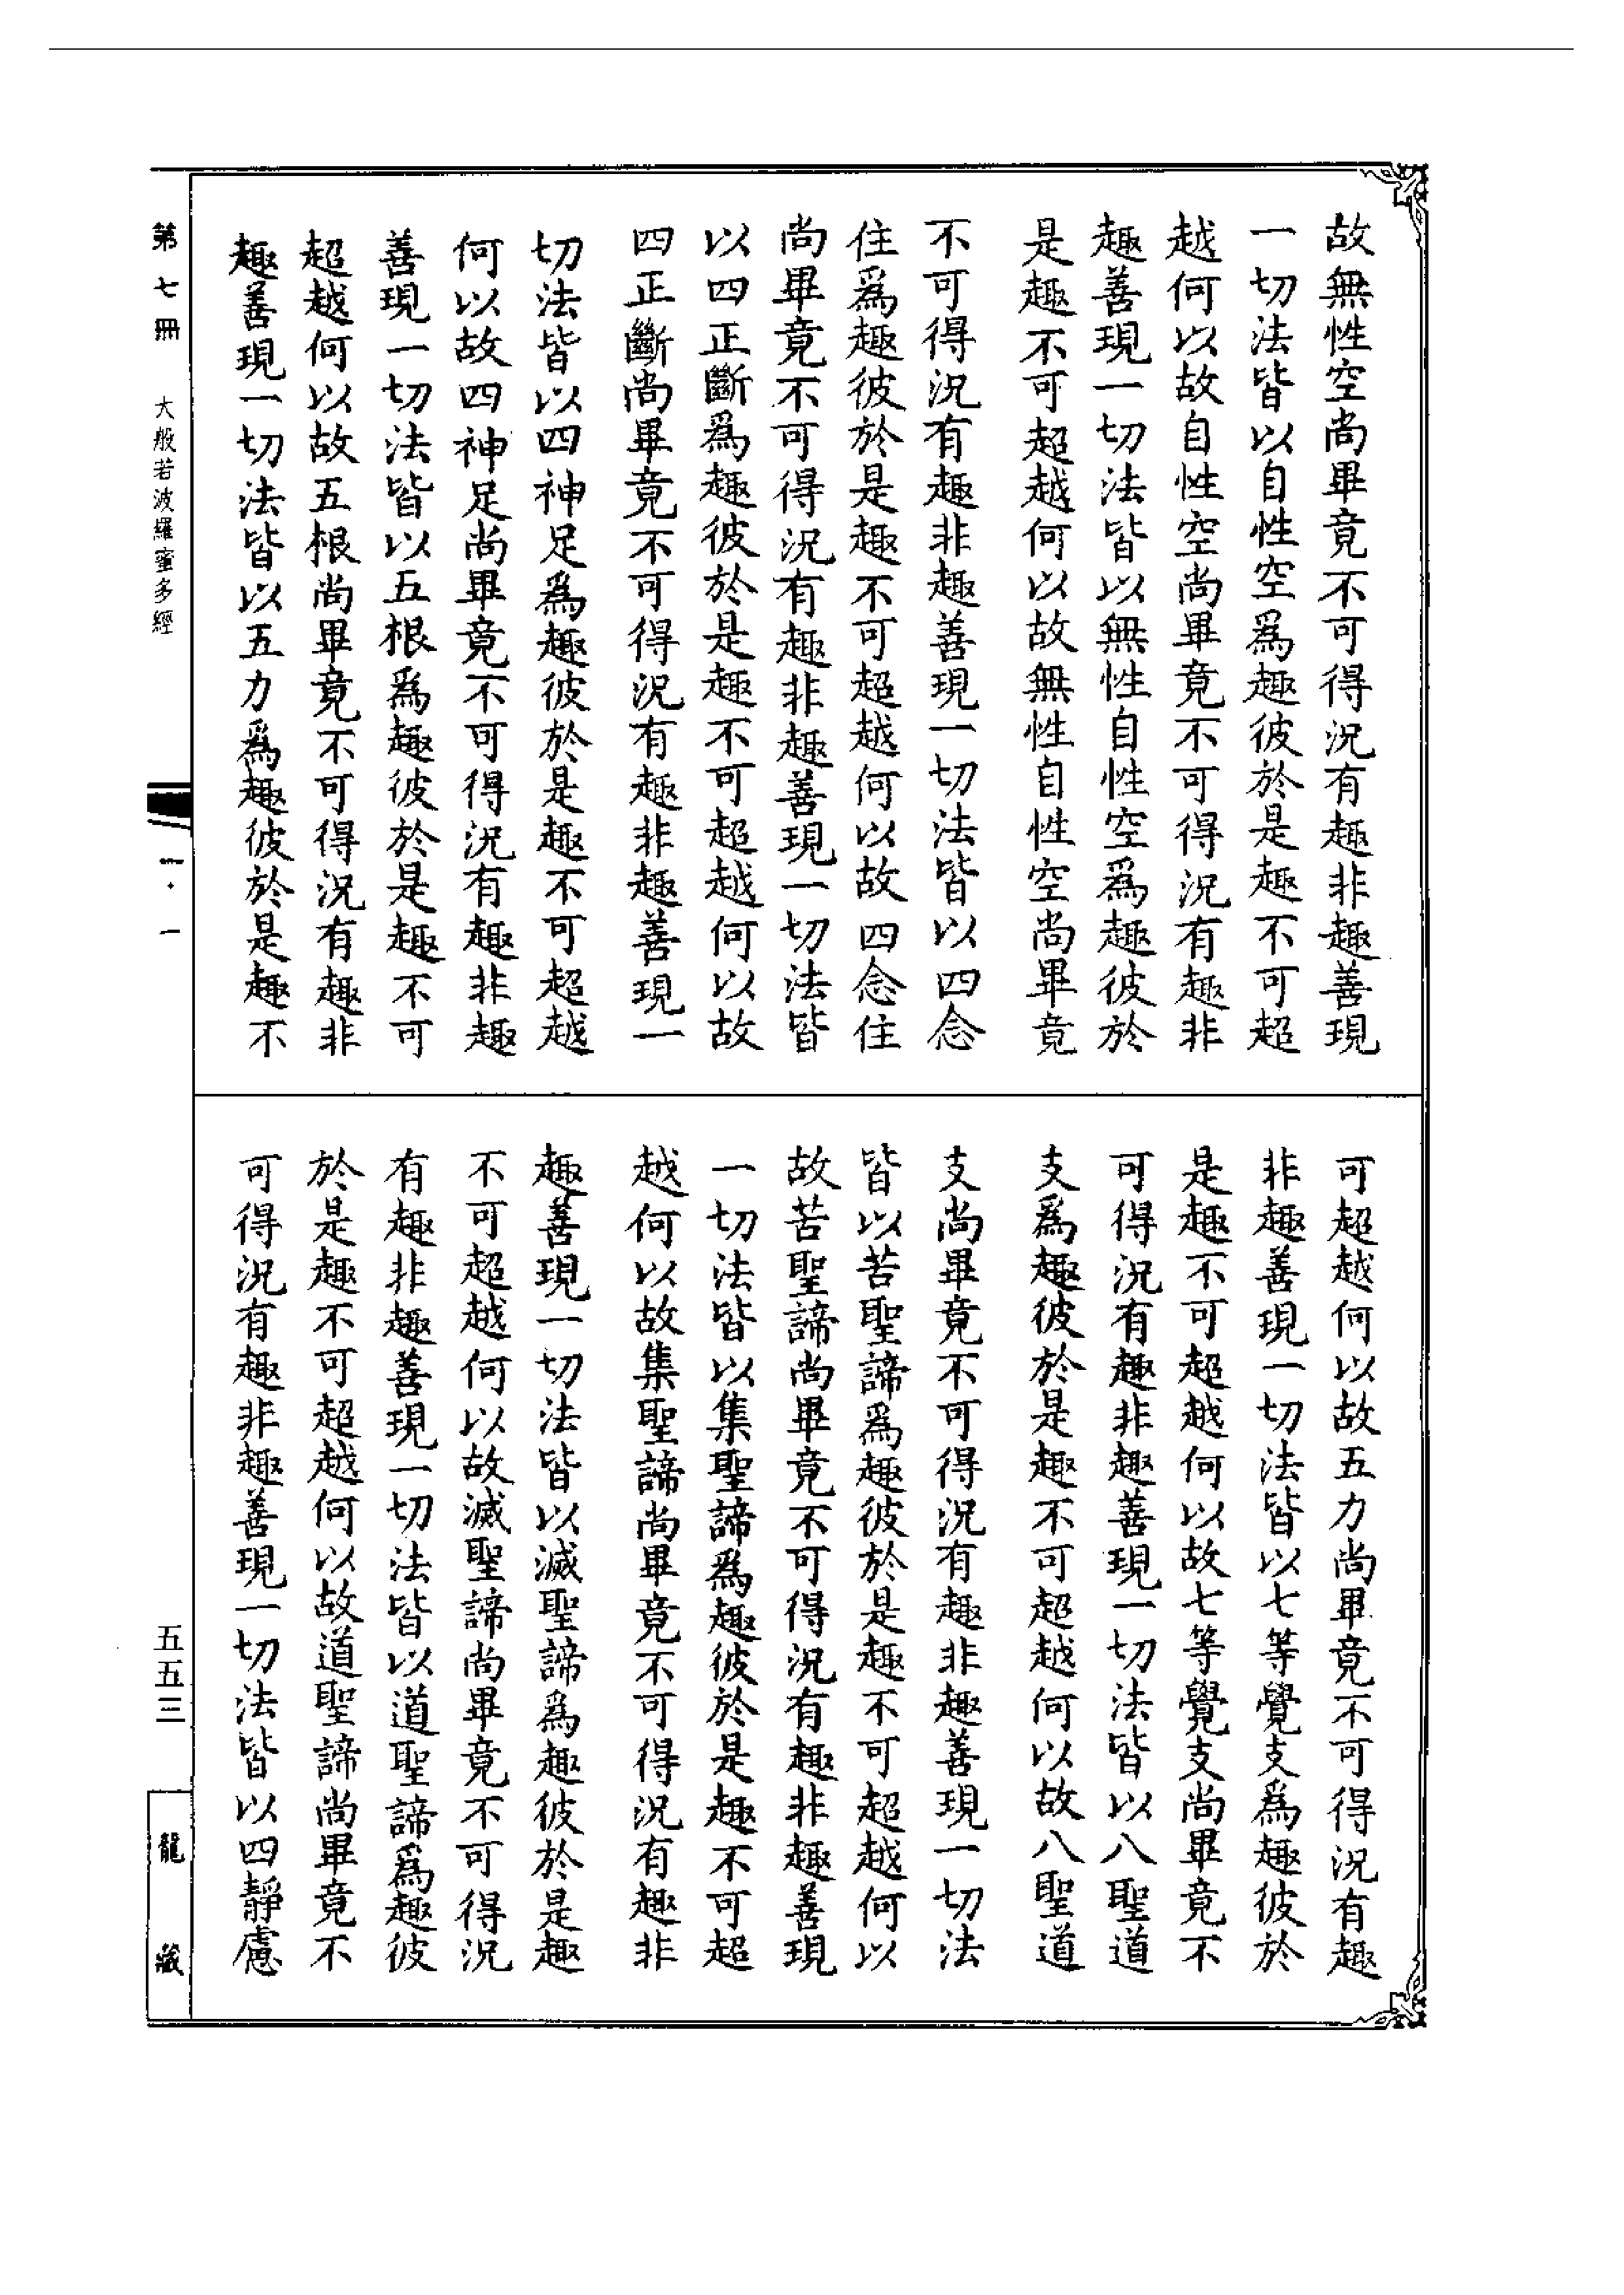 故無性空尚畢竟不可得況有趣非趣善現
一切法皆以自性空爲趣彼於是趣不可超
越何以故自性空尚畢竟不可得況有趣非
趣善現一切法皆以無性自性空爲趣彼於
是趣不可超越何以故無性自性空尚畢竟
不可得況有趣非趣善現一切法皆以四念
住爲趣彼於是趣不可超越何以故四念住
尚畢竟不可得況有趣非趣善現一切法皆
以四正斷爲趣彼於是趣不可超越何以故
四正斷尚畢竟不可得況有趣非趣善現一
切法皆以四神足爲趣彼於是趣不可超越
何以故四神足尚畢竟不可得況有趣非趣
善現一切法皆以五根爲趣彼於是趣不可
超越何以故五根尚畢竟不可得況有趣非
趣善現一切法皆以五力爲趣彼於是趣不
可超越何以故五力尚畢竟不可得況有趣
非趣善現一切法皆以七等覺支爲趣彼於
是趣不可超越何以故七等覺支尚畢竟不
可得況有趣非趣善現一切法皆以八聖道
支爲趣彼於是趣不可超越何以故八聖道
支尚畢竟不可得況有趣非趣善現一切法
皆以苦聖諦爲趣彼於是趣不可超越何以
故苦聖諦尚畢竟不可得況有趣非趣善現
一切法皆以集聖諦爲趣彼於是趣不可超
越何以故集聖諦尚畢竟不可得況有趣非
趣善現一切法皆以滅聖諦爲趣彼於是趣
不可超越何以故滅聖諦尚畢竟不可得況
有趣非趣善現一切法皆以道聖諦爲趣彼
於是趣不可超越何以故道聖諦尚畢竟不
可得況有趣非趣善現一切法皆以四靜慮
第七冊 大般若波羅蜜多經 一·一 五五三 龍藏